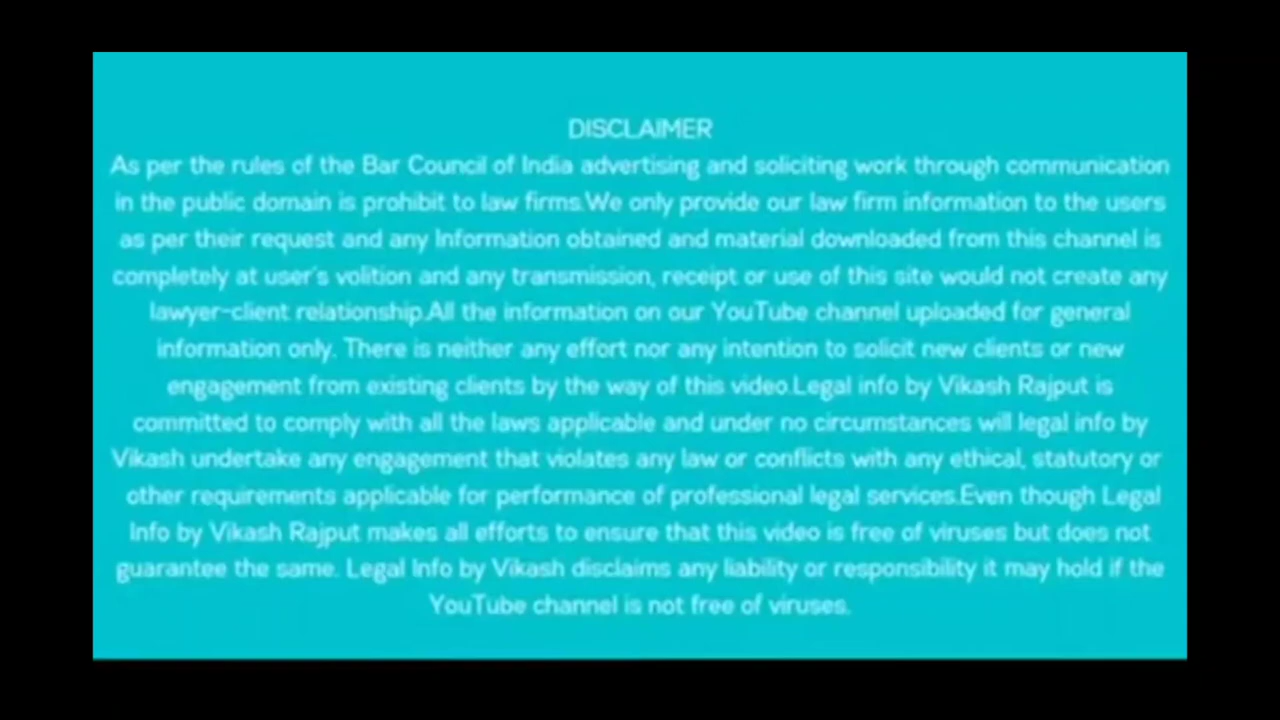 DISCLAIMER
As per the rules of the Bar Council of India advertising and soliciting work through communication
in the public domain is prohibit to law firms.We only provide our law firm information to the users
as per their request and any Information obtained and material downloaded from this channel is
completely at user's volition and any transmission, receipt or use of this site would not create any
lawyer-client relationship.All the information on our YouTube channel uploaded for general
information only. There is neither any effort nor any intention to solicit new clients or new
engagement from existing clients by the way of this video.Legal info by Vikash Rajput is
committed to comply with all the laws applicable and under no circumstances will legal info by
Vikash undertake any engagement that violates any law or conflicts with any ethical, statutory or
other requirements applicable for performance of professional legal services.Even though Legal
Info by Vikash Rajput makes all efforts to ensure that this video is free of viruses but does not
guarantee the same. Legal Info by Vikash disclaims any liability or responsibility it may hold if the
YouTube channel is not free of viruses.